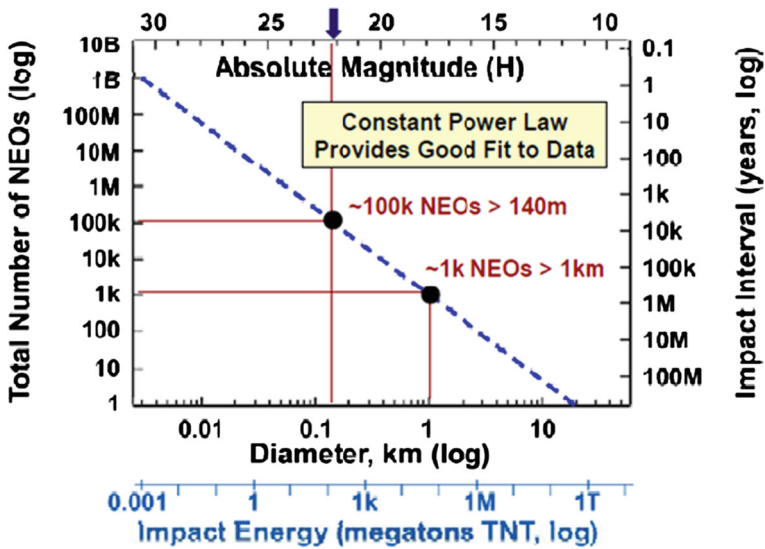 30 25 20 15 10
Absolute Magnitude (H)
Total Number of NEOs (log)
10B
1B
100M
10M
1M
100k
10k
1k
100
10
1
Constant Power Law
Provides Good Fit to Data
~100k NEOs > 140m
~1k NEOs > 1km
0.1
1
10
100
1k
10k
100k
1M
10M
100M
Impact Interval (years, log)
0.01 0.1 1 10
Diameter, km (log)
0.001 1 1k 1M 1T
Impact Energy (megatons TNT, log)